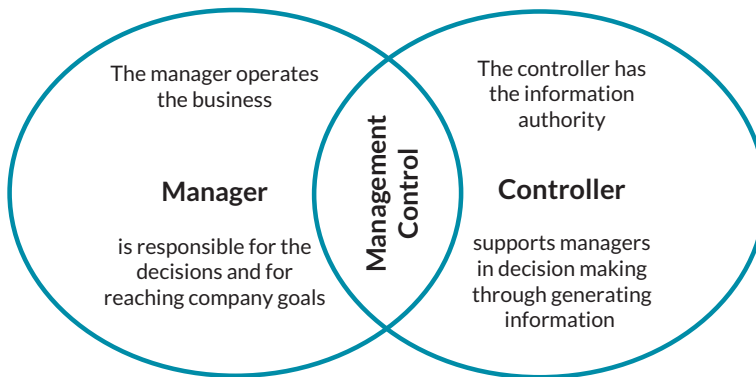 The manager operates
the business
Manager
is responsible for the
decisions and for
reaching company goals
Management
Control
The controller has
the information
authority
Controller
supports managers
in decision making
through generating
information